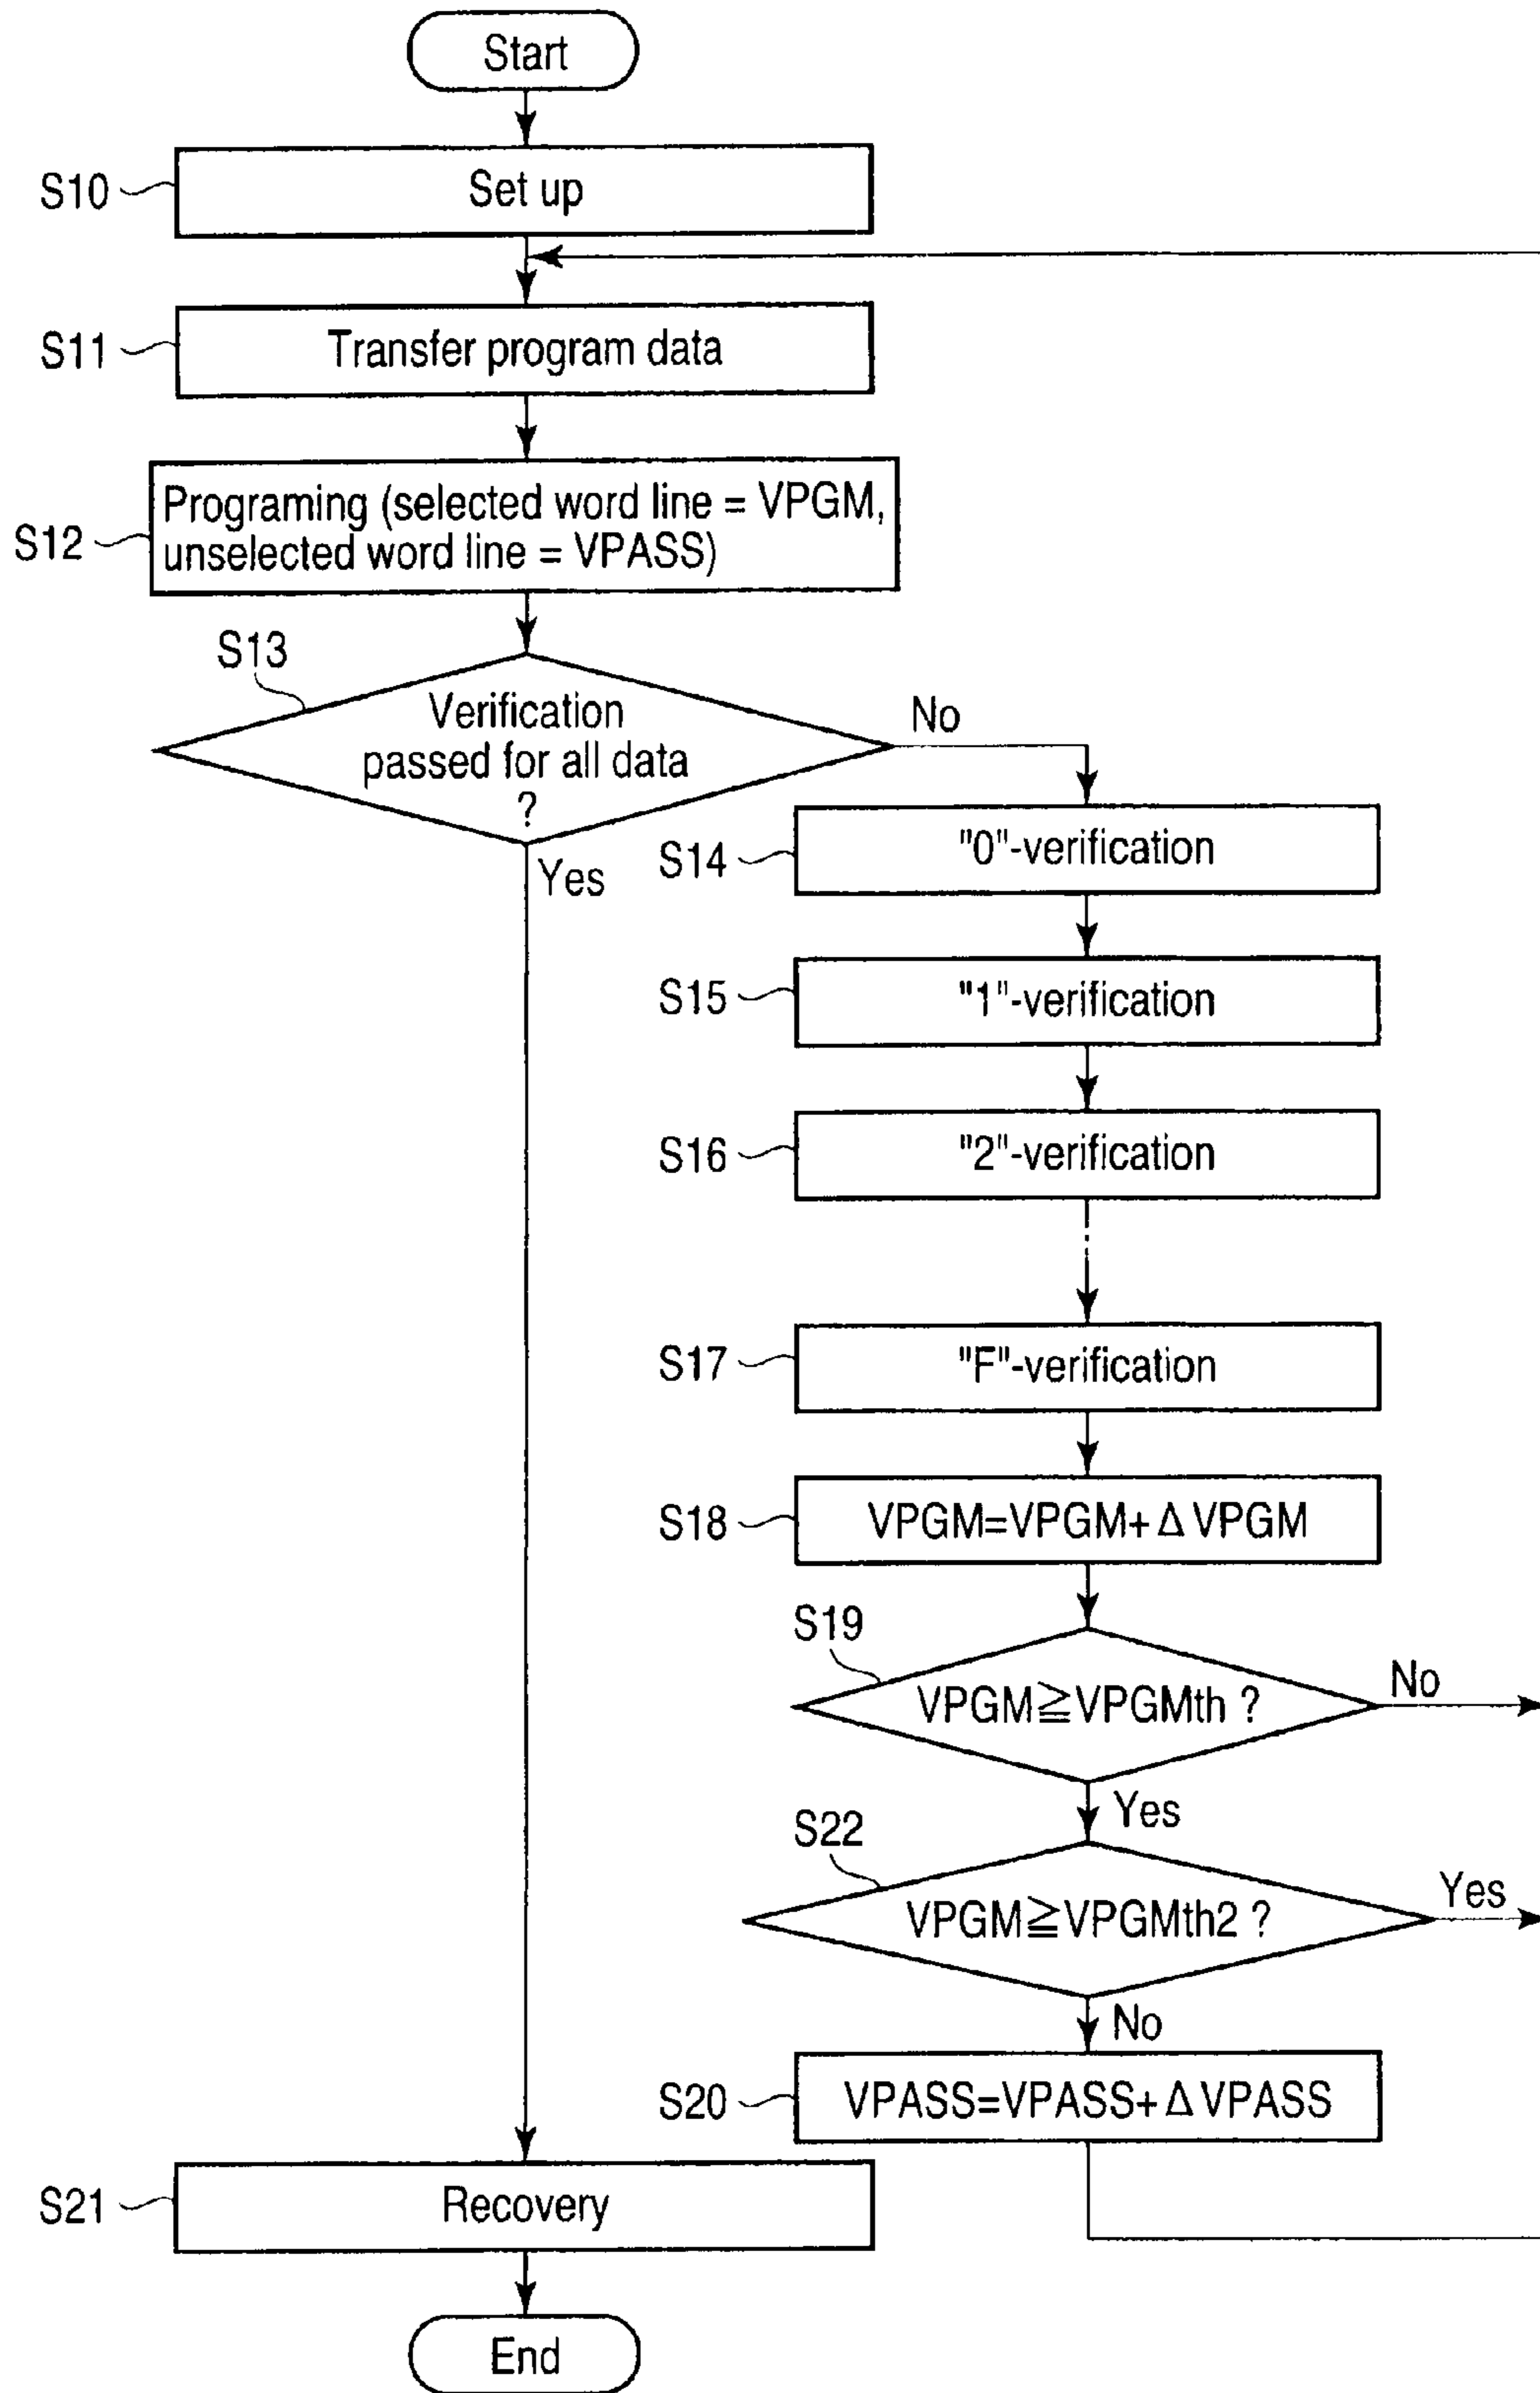 Start
S10
Set up
S11
Transfer program data
S12
Programing (selected word line = VPGM,
unselected word line = VPASS)
S13
Verification
passed for all data
?
No
Yes
S14
"0"-verification
S15
"1"-verification
S16
"2"-verification
S17
"F"-verification
S18
VPGM=VPGM+ Δ VPGM
S19
VPGM≧VPGMth ?
No
Yes
S22
VPGM≧VPGMth2 ?
Yes
No
S20
VPASS=VPASS+ Δ VPASS
S21
Recovery
End